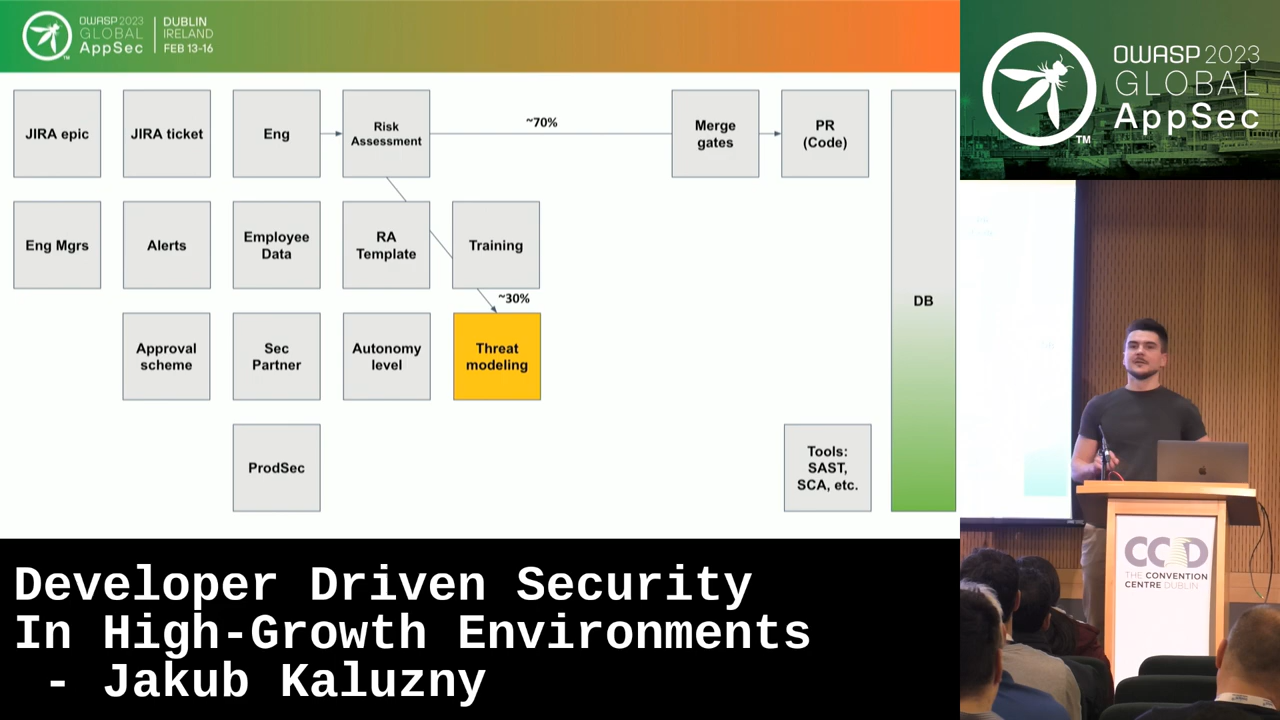 OWASP 2023
GLOBAL
AppSec
TM
DUBLIN
IRELAND
FEB 13-16
JIRA epic
JIRA ticket
Eng
Risk
Assessment
~70%
Merge
gates
PR
(Code)
Eng Mgrs
Alerts
Employee
Data
RA
Template
Training
~30%
DB
Approval
scheme
Sec
Partner
Autonomy
level
Threat
modeling
ProdSec
Tools:
SAST,
SCA, etc.
Developer Driven Security
In High-Growth Environments
- Jakub Kaluzny
OWASP 2023
GLOBAL
AppSec
TM
CCD
THE CONVENTION
CENTRE DUBLIN